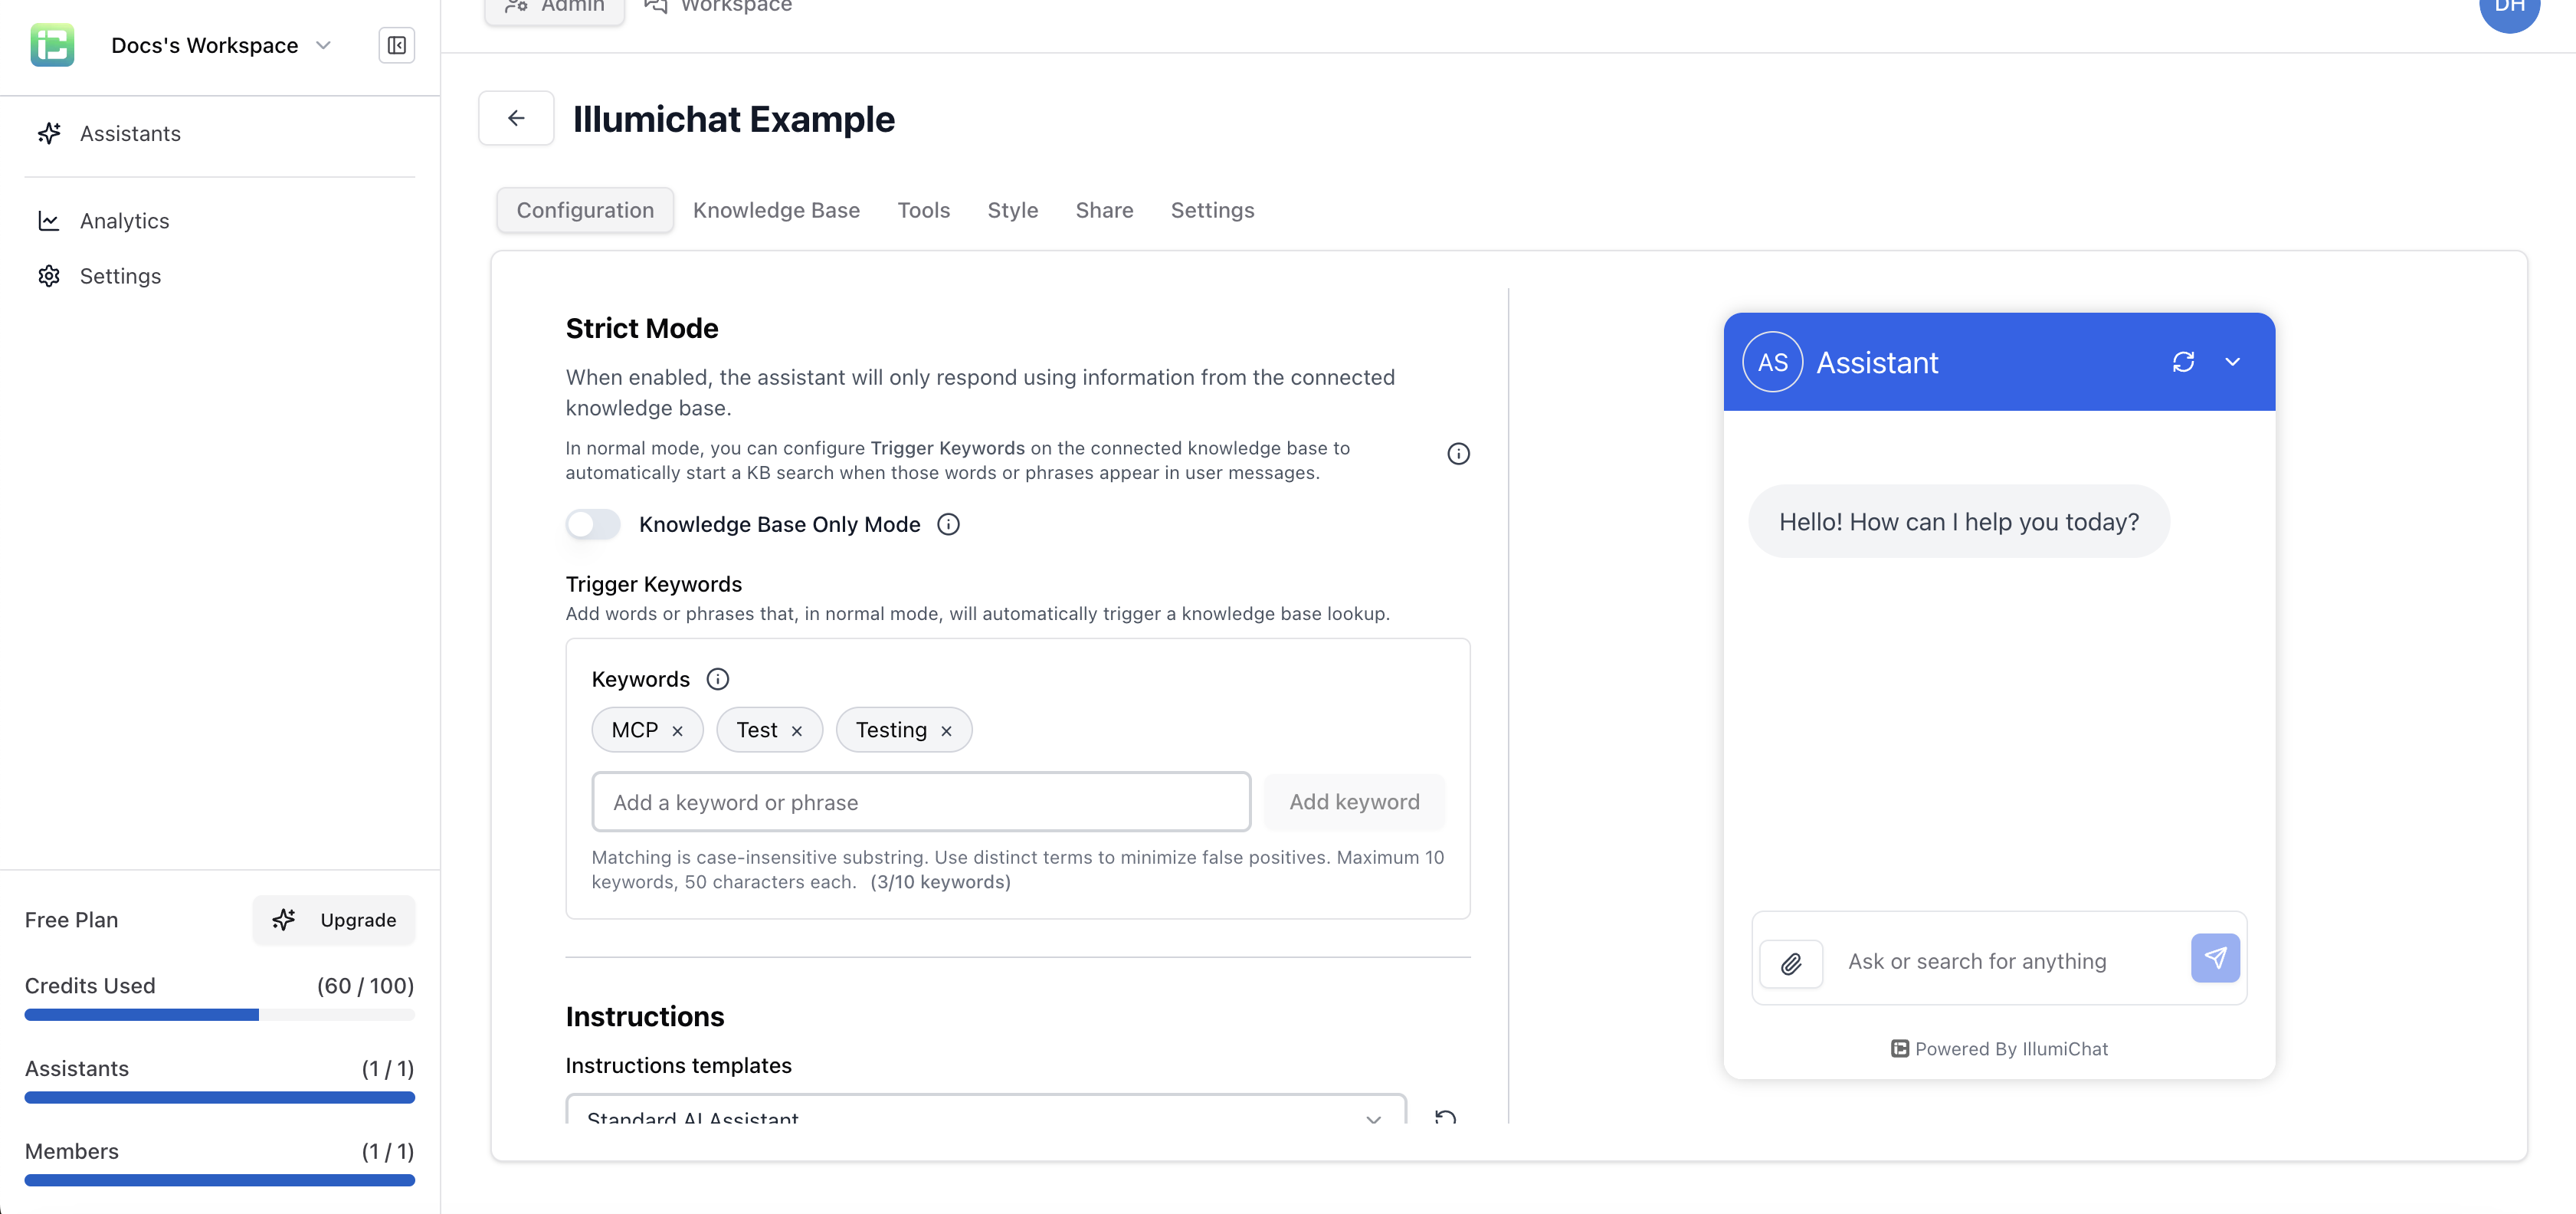 Docs's Workspace
Assistants
Analytics
Settings
Free Plan
Upgrade
Credits Used
(60 / 100)
Assistants
(1 / 1)
Members
(1 / 1)
Admin
Workspace
DH
Illumichat Example
Configuration
Knowledge Base
Tools
Style
Share
Settings
Strict Mode
When enabled, the assistant will only respond using information from the connected
knowledge base.
In normal mode, you can configure Trigger Keywords on the connected knowledge base to
automatically start a KB search when those words or phrases appear in user messages.
Knowledge Base Only Mode
Trigger Keywords
Add words or phrases that, in normal mode, will automatically trigger a knowledge base lookup.
Keywords
MCP
Test
Testing
Add a keyword or phrase
Add keyword
Matching is case-insensitive substring. Use distinct terms to minimize false positives. Maximum 10
keywords, 50 characters each. (3/10 keywords)
Instructions
Instructions templates
Standard AI Assistant
AS
Assistant
Hello! How can I help you today?
Ask or search for anything
Powered By IllumiChat